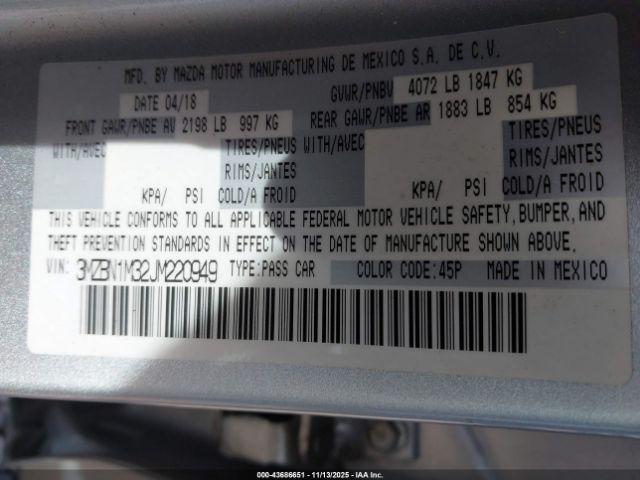 MFD. BY MAZDA MOTOR MANUFACTURING DE MEXICO S.A. DE C.V.
DATE 04/18 GVWR/PNBV 4072 LB 1847 KG
FRONT GAWR/PNBE AV 2198 LB 997 KG REAR GAWR/PNBE AR 1883 LB 854 KG
WITH/AVEC TIRES/PNEUS WITH/AVEC TIRES/PNEUS
RIMS/JANTES RIMS/JANTES
KPA/ PSI COLD/A FROID KPA/ PSI COLD/A FROID
THIS VEHICLE CONFORMS TO ALL APPLICABLE FEDERAL MOTOR VEHICLE SAFETY, BUMPER, AND
THEFT PREVENTION STANDARDS IN EFFECT ON THE DATE OF MANUFACTURE SHOWN ABOVE.
VIN: 3MZBN1M32JM220949 TYPE:PASS CAR COLOR CODE:45P MADE IN MEXICO
000-43686651 - 11/13/2025 - IAA Inc.